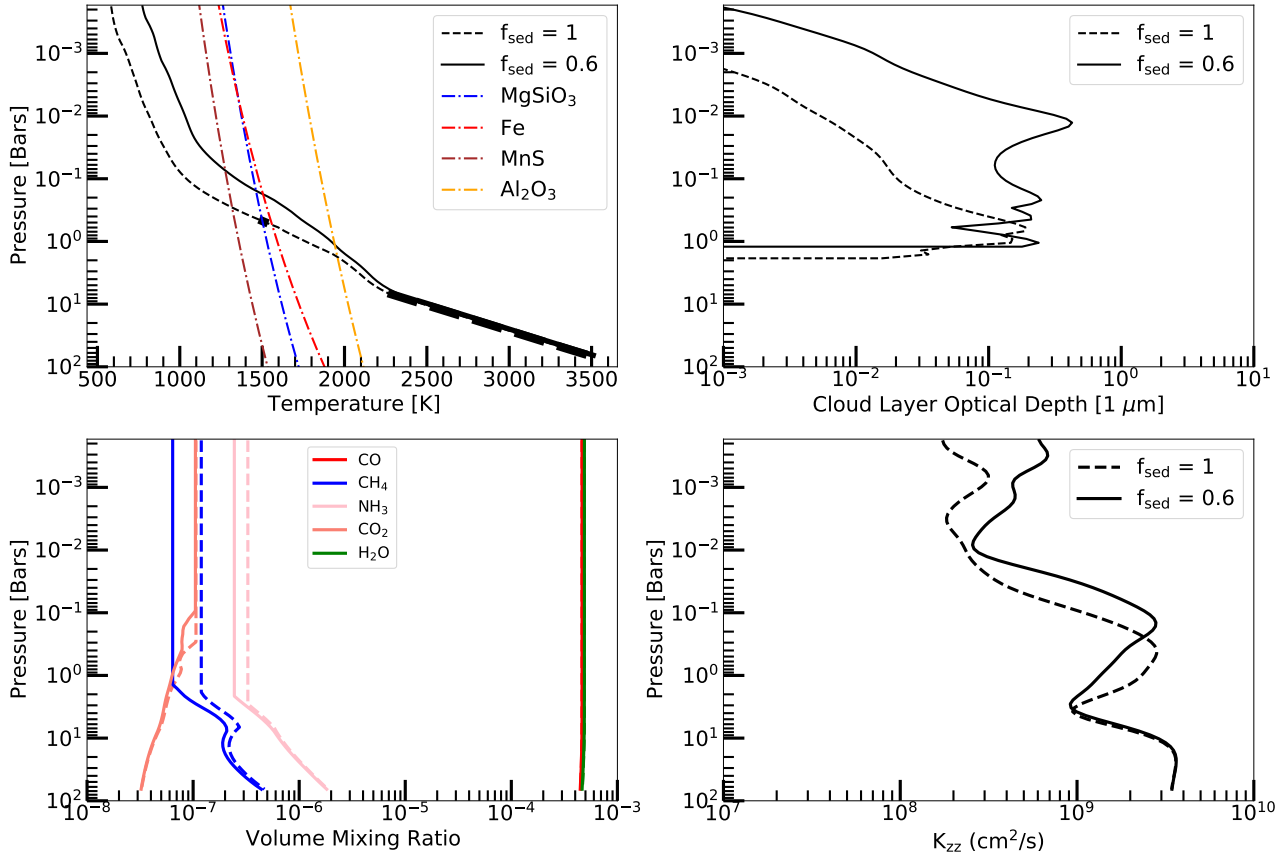 f_sed = 1
f_sed = 0.6
MgSiO₃
Fe
MnS
Al₂O₃
10⁻³
10⁻²
10⁻¹
10⁰
10¹
10²
Pressure [Bars]
500 1000 1500 2000 2500 3000 3500
Temperature [K]
f_sed = 1
f_sed = 0.6
10⁻³
10⁻²
10⁻¹
10⁰
10¹
10²
10⁻³ 10⁻² 10⁻¹ 10⁰ 10¹
Cloud Layer Optical Depth [1 μm]
CO
CH₄
NH₃
CO₂
H₂O
10⁻³
10⁻²
10⁻¹
10⁰
10¹
10²
Pressure [Bars]
10⁻⁸ 10⁻⁷ 10⁻⁶ 10⁻⁵ 10⁻⁴ 10⁻³
Volume Mixing Ratio
f_sed = 1
f_sed = 0.6
10⁻³
10⁻²
10⁻¹
10⁰
10¹
10²
Pressure [Bars]
10⁷ 10⁸ 10⁹ 10¹⁰
K_zz (cm²/s)